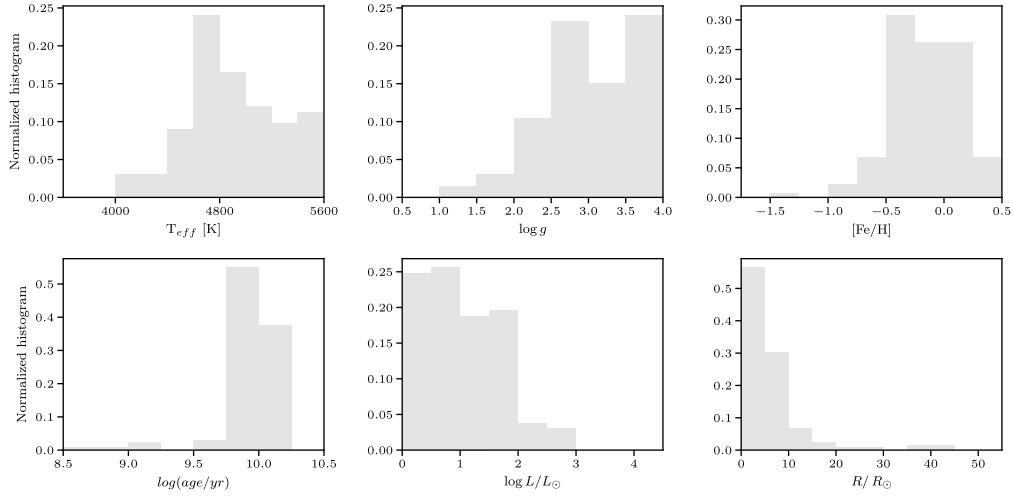 Normalized histogram
0.25
0.20
0.15
0.10
0.05
0.00
4000 4800 5600
T_eff [K]
0.25
0.20
0.15
0.10
0.05
0.00
0.5 1.0 1.5 2.0 2.5 3.0 3.5 4.0
log g
0.30
0.25
0.20
0.15
0.10
0.05
0.00
−1.5 −1.0 −0.5 0.0 0.5
[Fe/H]
Normalized histogram
0.5
0.4
0.3
0.2
0.1
0.0
8.5 9.0 9.5 10.0 10.5
log(age/yr)
0.25
0.20
0.15
0.10
0.05
0.00
0 1 2 3 4
log L/L⊙
0.5
0.4
0.3
0.2
0.1
0.0
0 10 20 30 40 50
R/ R⊙